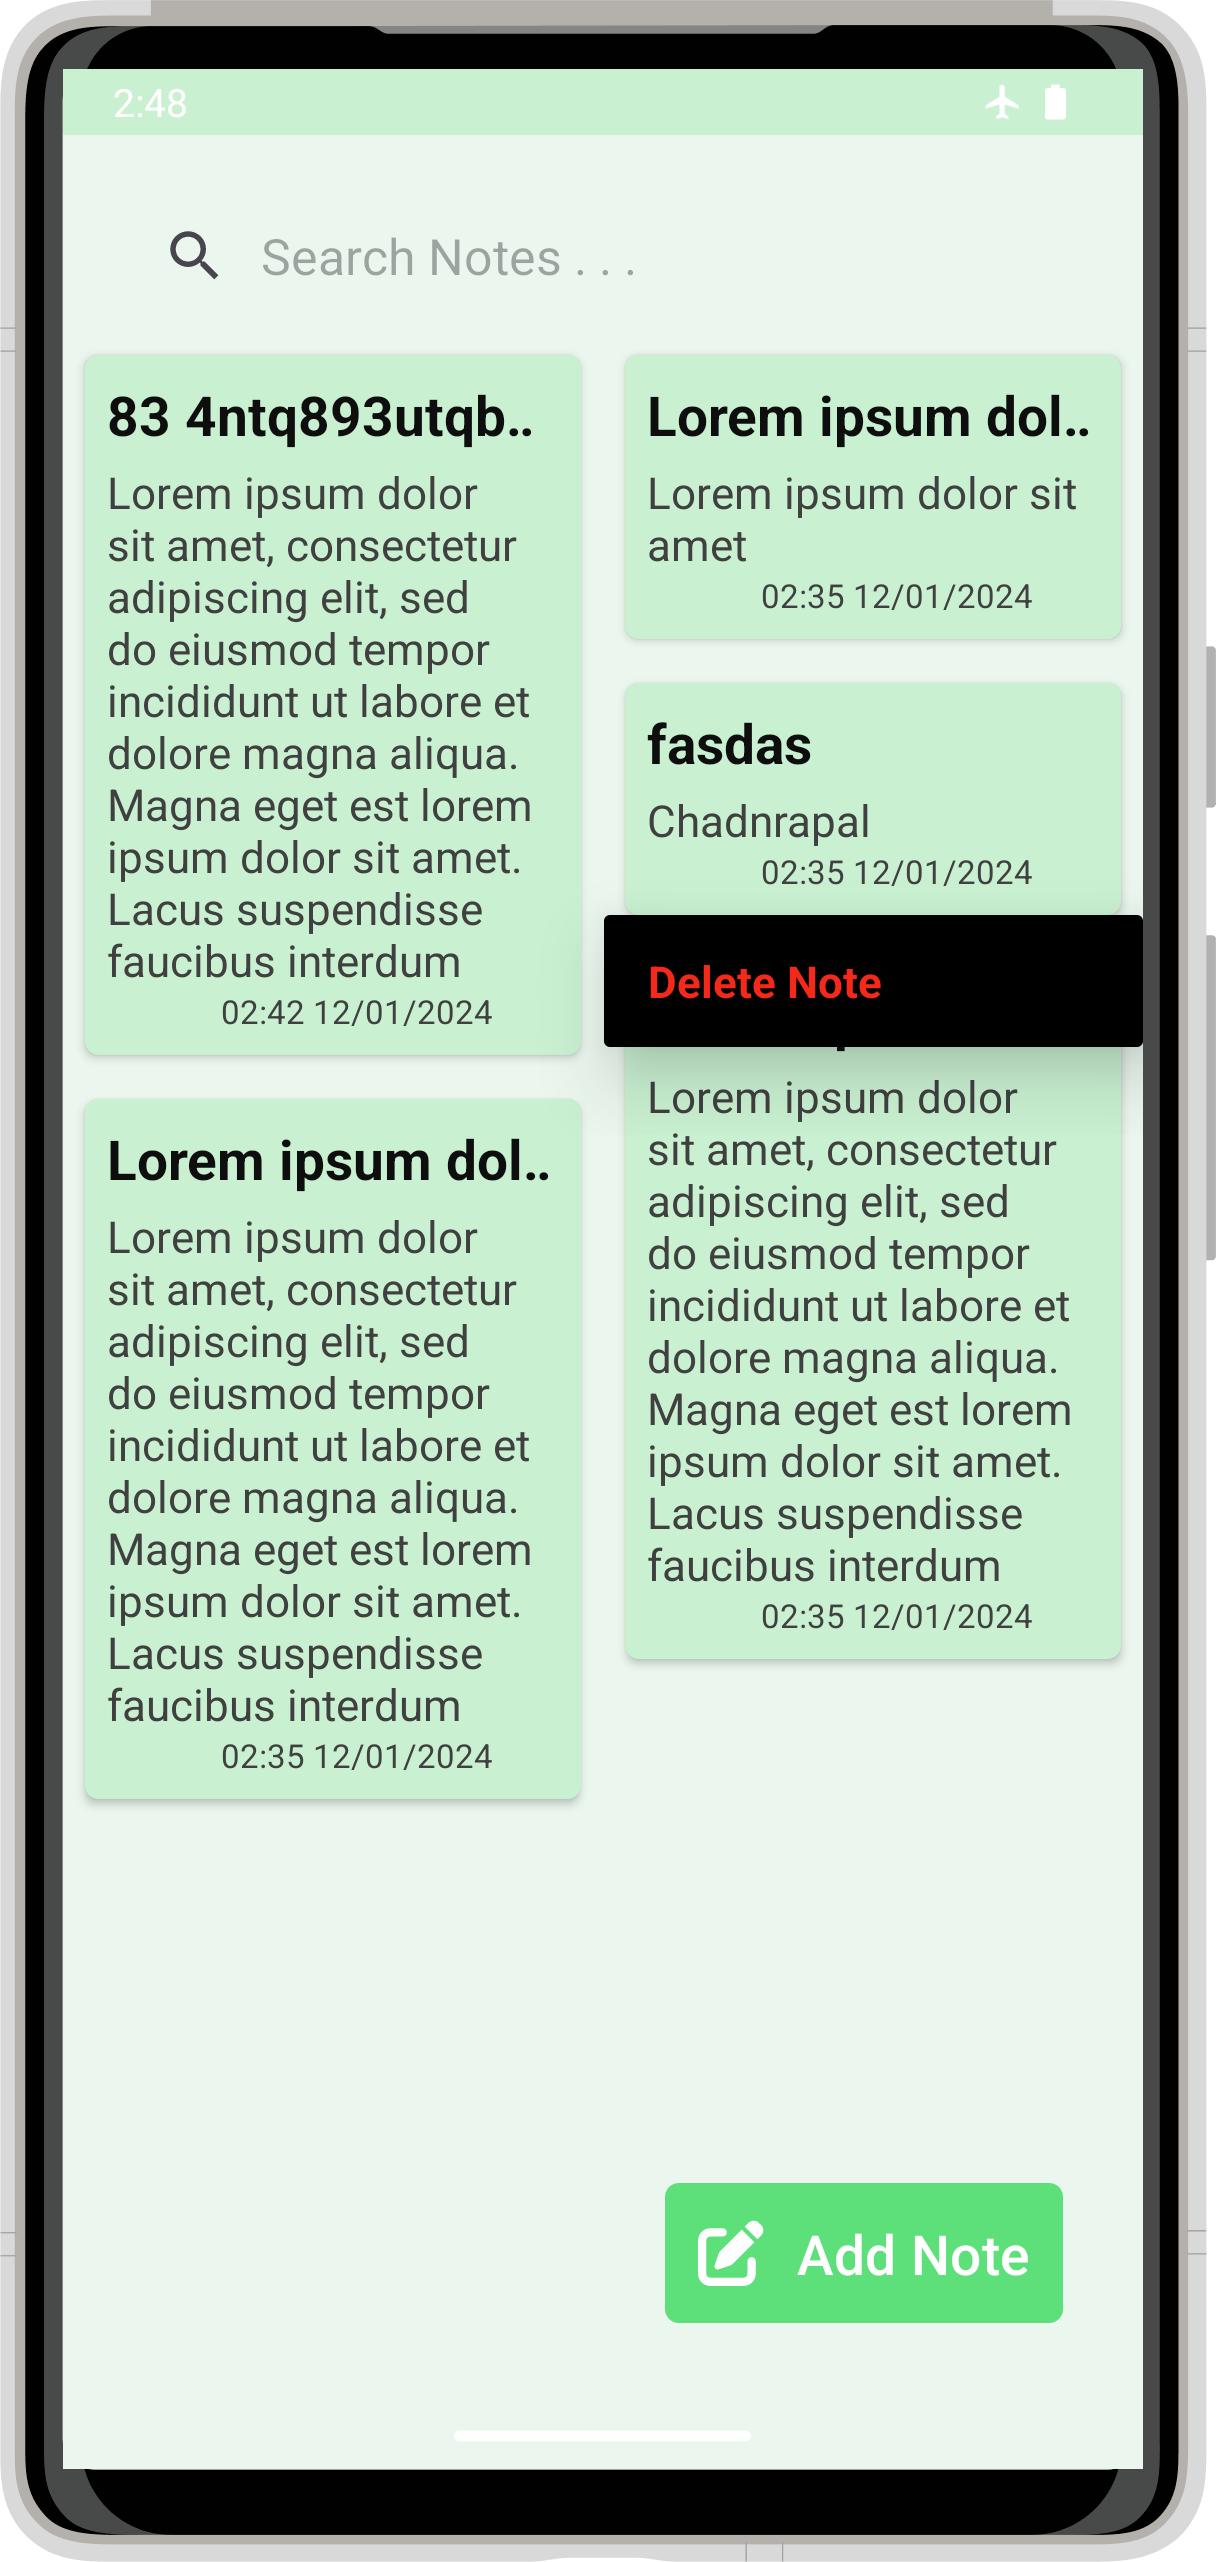 2:48
Search Notes . . .
83 4ntq893utqb..
Lorem ipsum dolor
sit amet, consectetur
adipiscing elit, sed
do eiusmod tempor
incididunt ut labore et
dolore magna aliqua.
Magna eget est lorem
ipsum dolor sit amet.
Lacus suspendisse
faucibus interdum
02:42 12/01/2024
Lorem ipsum dol..
Lorem ipsum dolor
sit amet, consectetur
adipiscing elit, sed
do eiusmod tempor
incididunt ut labore et
dolore magna aliqua.
Magna eget est lorem
ipsum dolor sit amet.
Lacus suspendisse
faucibus interdum
02:35 12/01/2024
Lorem ipsum dol..
Lorem ipsum dolor sit
amet
02:35 12/01/2024
fasdas
Chadnrapal
02:35 12/01/2024
Delete Note
Lorem ipsum dolor
sit amet, consectetur
adipiscing elit, sed
do eiusmod tempor
incididunt ut labore et
dolore magna aliqua.
Magna eget est lorem
ipsum dolor sit amet.
Lacus suspendisse
faucibus interdum
02:35 12/01/2024
Add Note